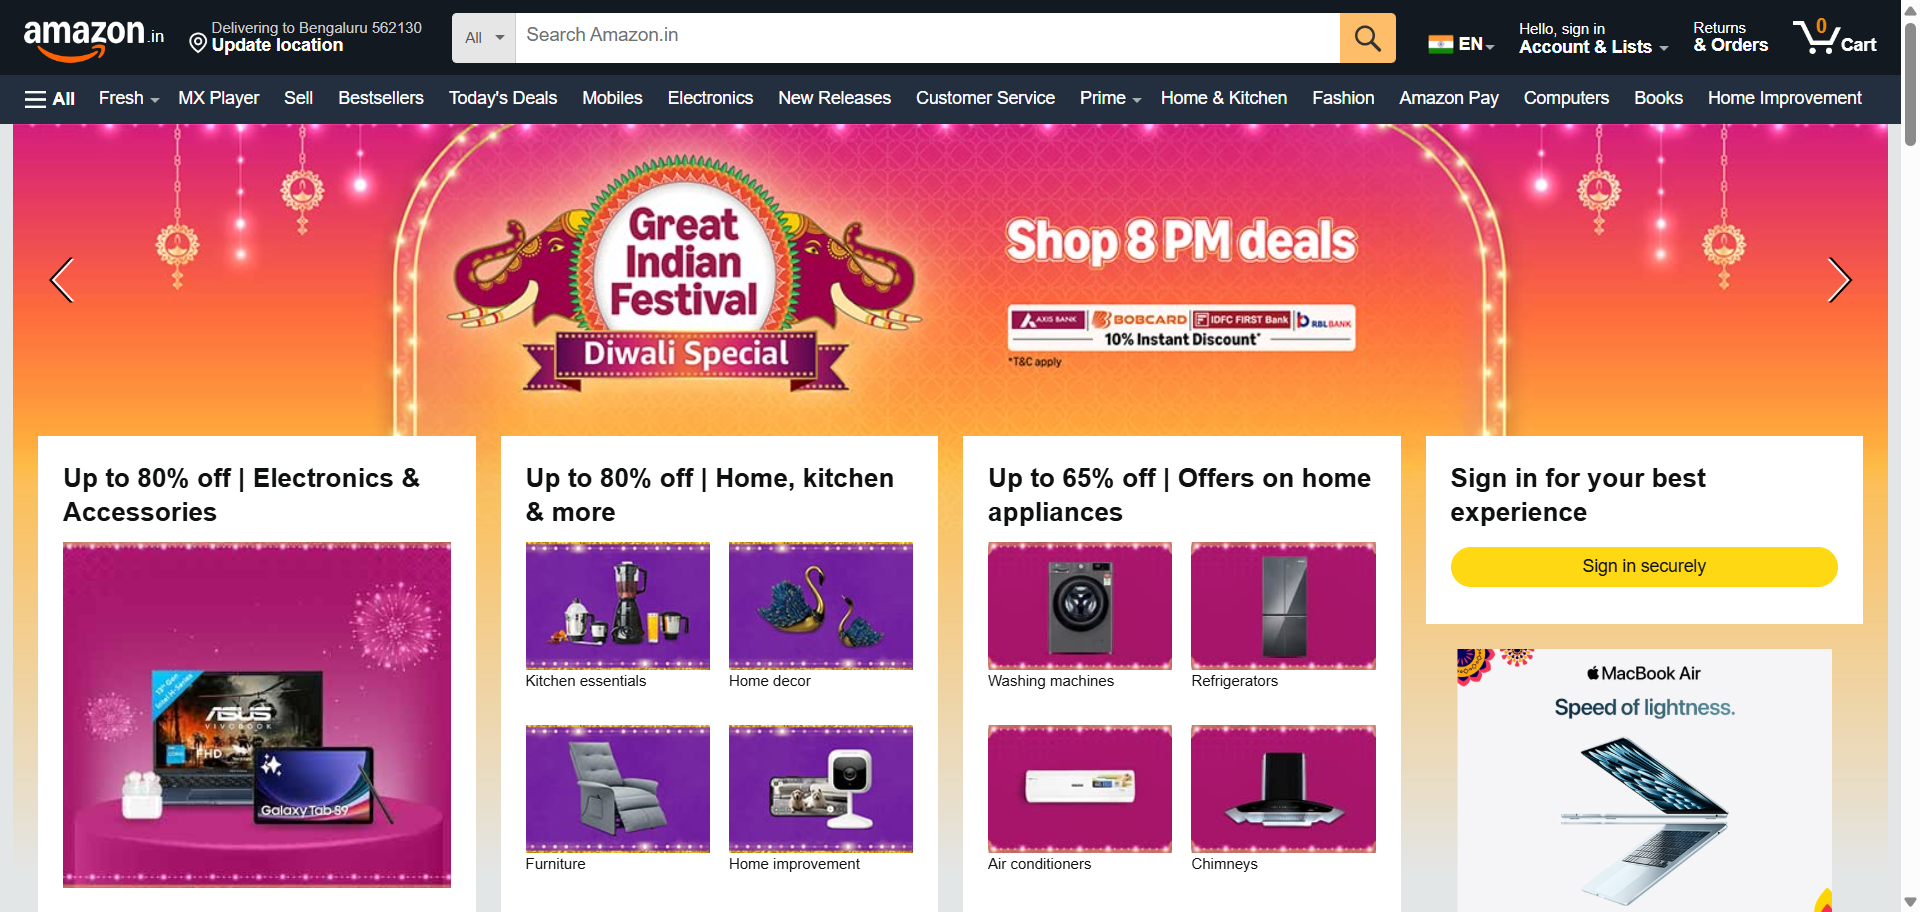 amazon.in
Delivering to Bengaluru 562130
Update location
All
Search Amazon.in
EN
Hello, sign in
Account & Lists
Returns
& Orders
0
Cart
All
Fresh
MX Player
Sell
Bestsellers
Today's Deals
Mobiles
Electronics
New Releases
Customer Service
Prime
Home & Kitchen
Fashion
Amazon Pay
Computers
Books
Home Improvement
Great
Indian
Festival
Diwali Special
Shop 8 PM deals
AXIS BANK
BOBCARD
IDFC FIRST Bank
RBL BANK
10% Instant Discount*
*T&C apply
Up to 80% off | Electronics &
Accessories
13th Gen
Intel H-Series
ASUS
VIVOBOOK
FHD
Galaxy Tab S9
Up to 80% off | Home, kitchen
& more
Kitchen essentials
Home decor
Furniture
Home improvement
Up to 65% off | Offers on home
appliances
Washing machines
Refrigerators
Air conditioners
Chimneys
Sign in for your best
experience
Sign in securely
MacBook Air
Speed of lightness.